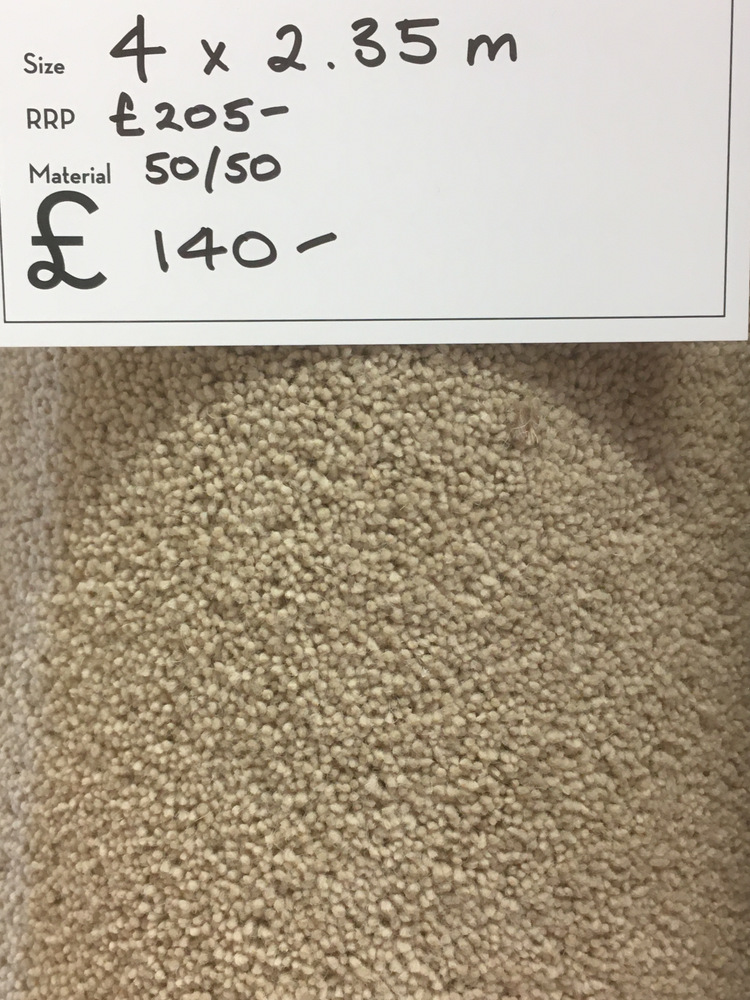 Size 4 x 2.35 m
RRP £205-
Material 50/50
£ 140-